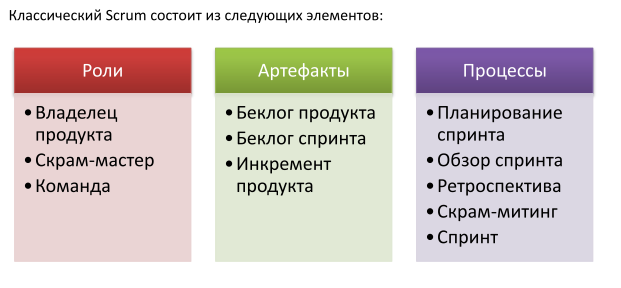 Классический Scrum состоит из следующих элементов:
Роли
• Владелец
продукта
• Скрам-мастер
• Команда
Артефакты
• Беклог продукта
• Беклог спринта
• Инкремент
продукта
Процессы
• Планирование
спринта
• Обзор спринта
• Ретроспектива
• Скрам-митинг
• Спринт